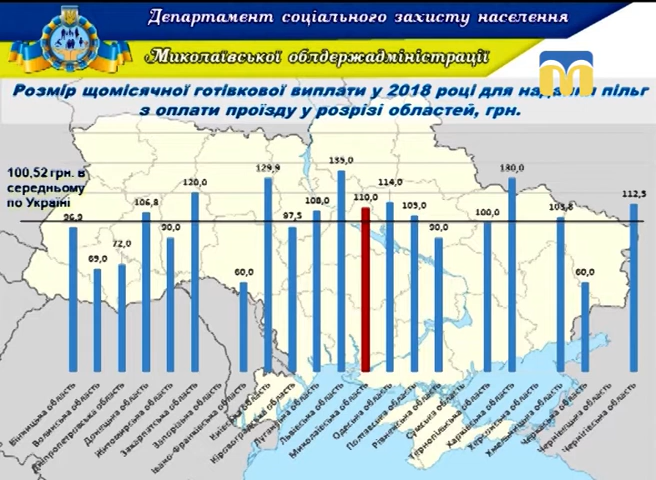 Департамент соціального захисту населення
Миколаївської облдержадміністрації
Розмір щомісячної готівкової виплати у 2018 році для пільг
з оплати проїзду у розрізі областей, грн.
100,52 грн. в
середньому
по Україні
96,9
69,0
72,0
106,8
90,0
120,0
60,0
129,9
97,5
108,0
135,0
110,0
114,0
105,0
90,0
100,0
130,0
103,8
60,0
112,5
Вінницька область
Волинська область
Дніпропетровська область
Донецька область
Житомирська область
Закарпатська область
Запорізька область
Івано-Франківська область
Київська область
Кіровоградська область
Луганська область
Львівська область
Миколаївська область
Одеська область
Полтавська область
Рівненська область
Сумська область
Тернопільська область
Харківська область
Херсонська область
Хмельницька область
Черкаська область
Чернівецька область
Чернігівська область